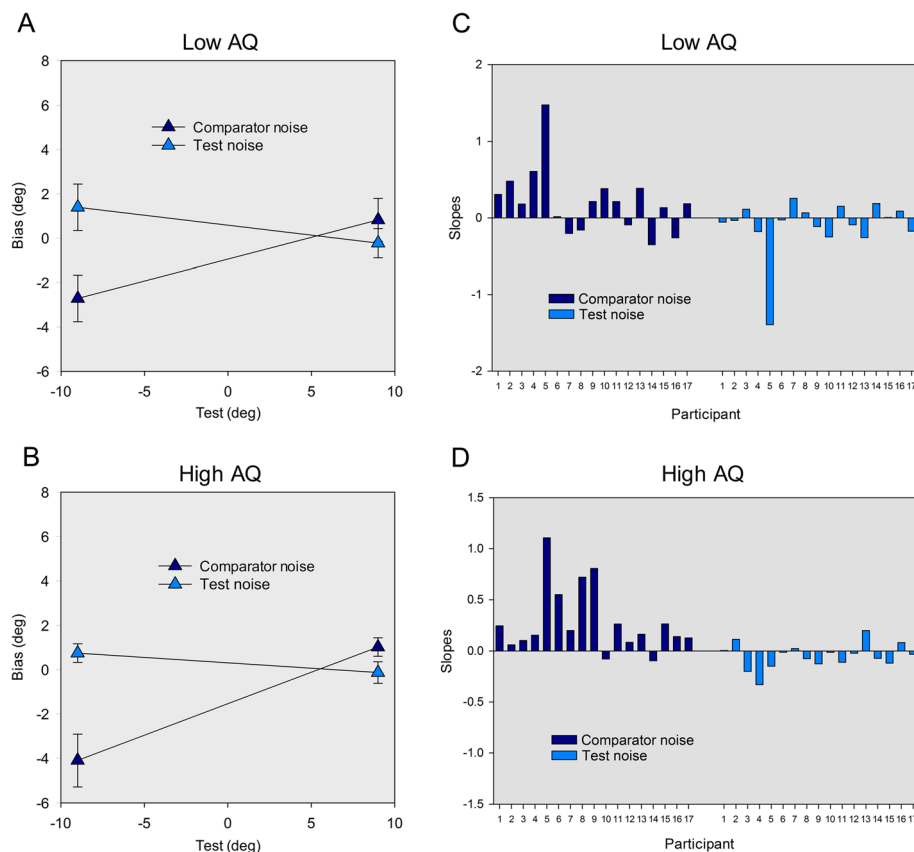 A
Low AQ
8
6
4
2
0
-2
-4
-6
Bias (deg)
Comparator noise
Test noise
-10 -5 0 5 10
Test (deg)
C
Low AQ
2
1
0
-1
-2
Slopes
Comparator noise
Test noise
1 2 3 4 5 6 7 8 9 10 11 12 13 14 15 16 17 1 2 3 4 5 6 7 8 9 10 11 12 13 14 15 16 17
Participant
B
High AQ
8
6
4
2
0
-2
-4
-6
Bias (deg)
Comparator noise
Test noise
-10 -5 0 5 10
Test (deg)
D
High AQ
1.5
1.0
0.5
0.0
-0.5
-1.0
-1.5
Slopes
Comparator noise
Test noise
1 2 3 4 5 6 7 8 9 10 11 12 13 14 15 16 17 1 2 3 4 5 6 7 8 9 10 11 12 13 14 15 16 17
Participant